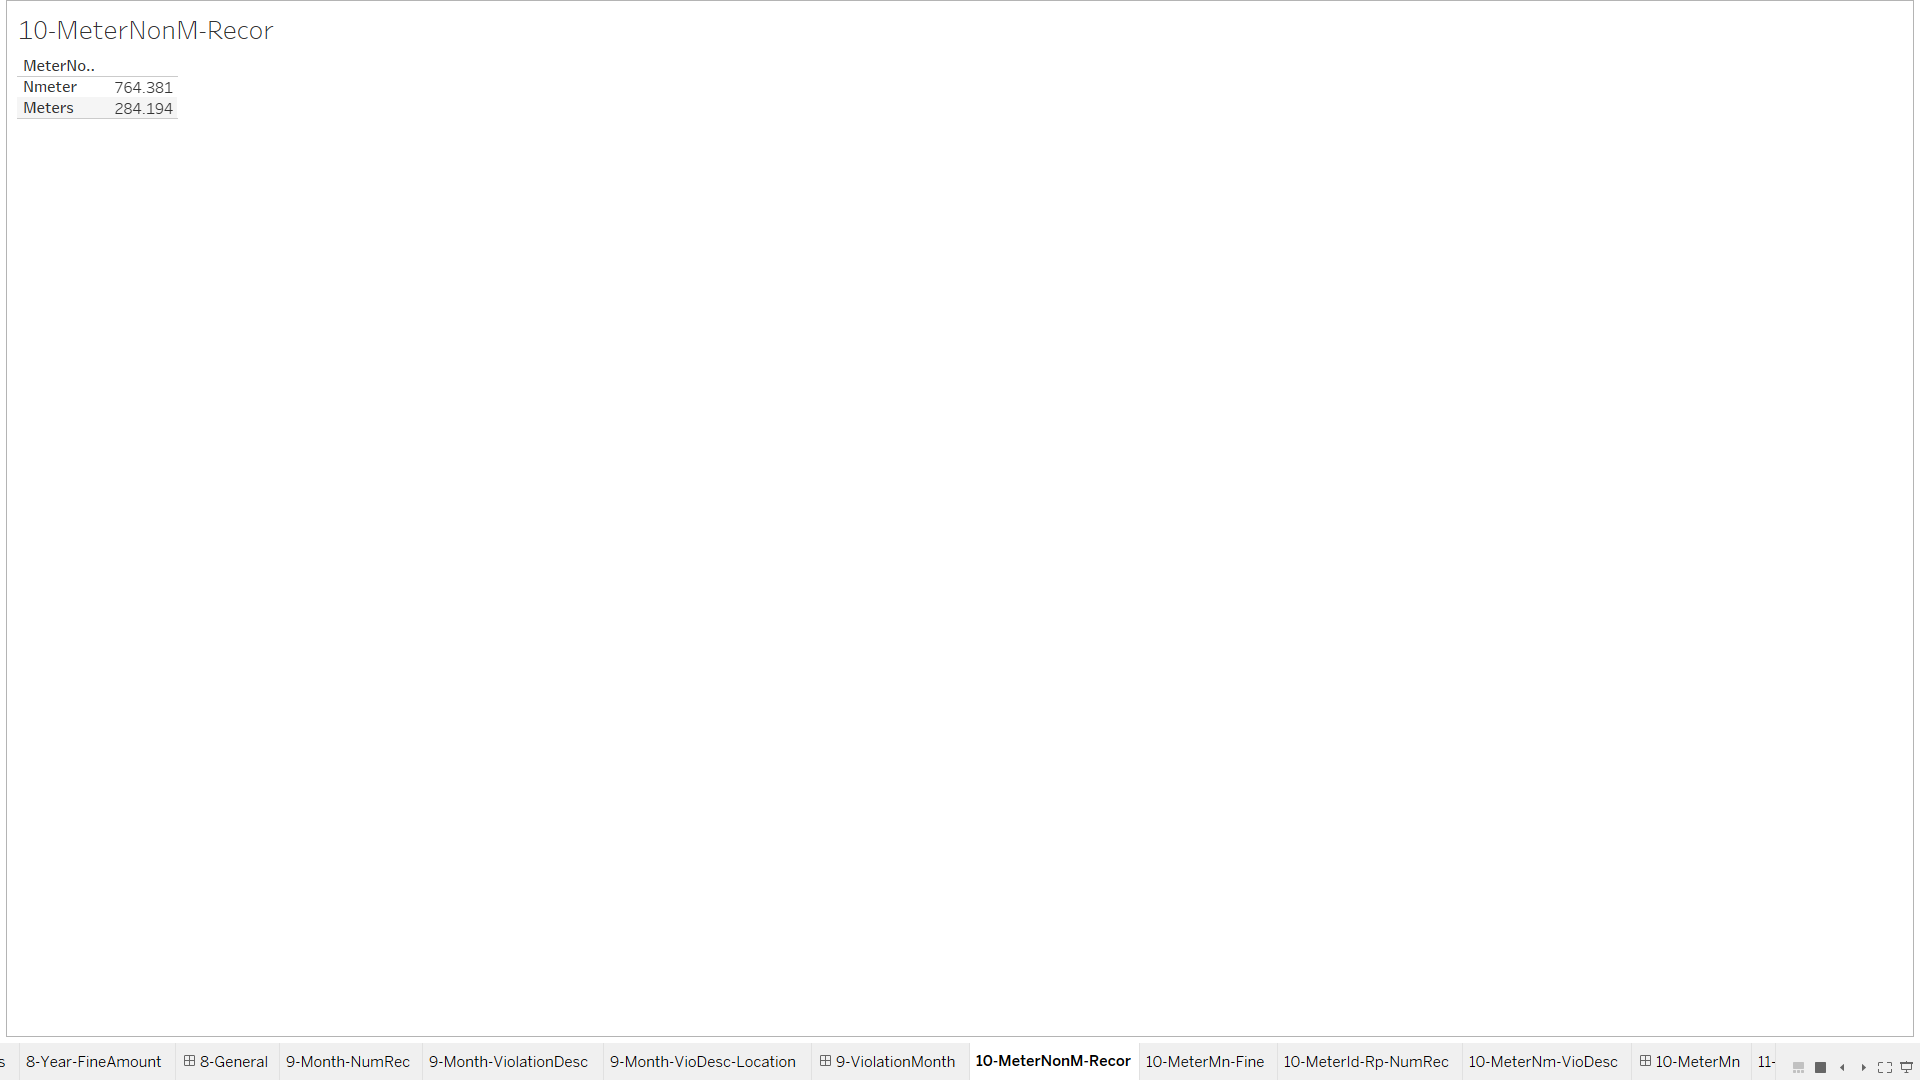 10-MeterNonM-Recor
MeterNo..
Nmeter 764.381
Meters 284.194
s 8-Year-FineAmount 8-General 9-Month-NumRec 9-Month-ViolationDesc 9-Month-VioDesc-Location 9-ViolationMonth 10-MeterNonM-Recor 10-MeterMn-Fine 10-MeterId-Rp-NumRec 10-MeterNm-VioDesc 10-MeterMn 11-